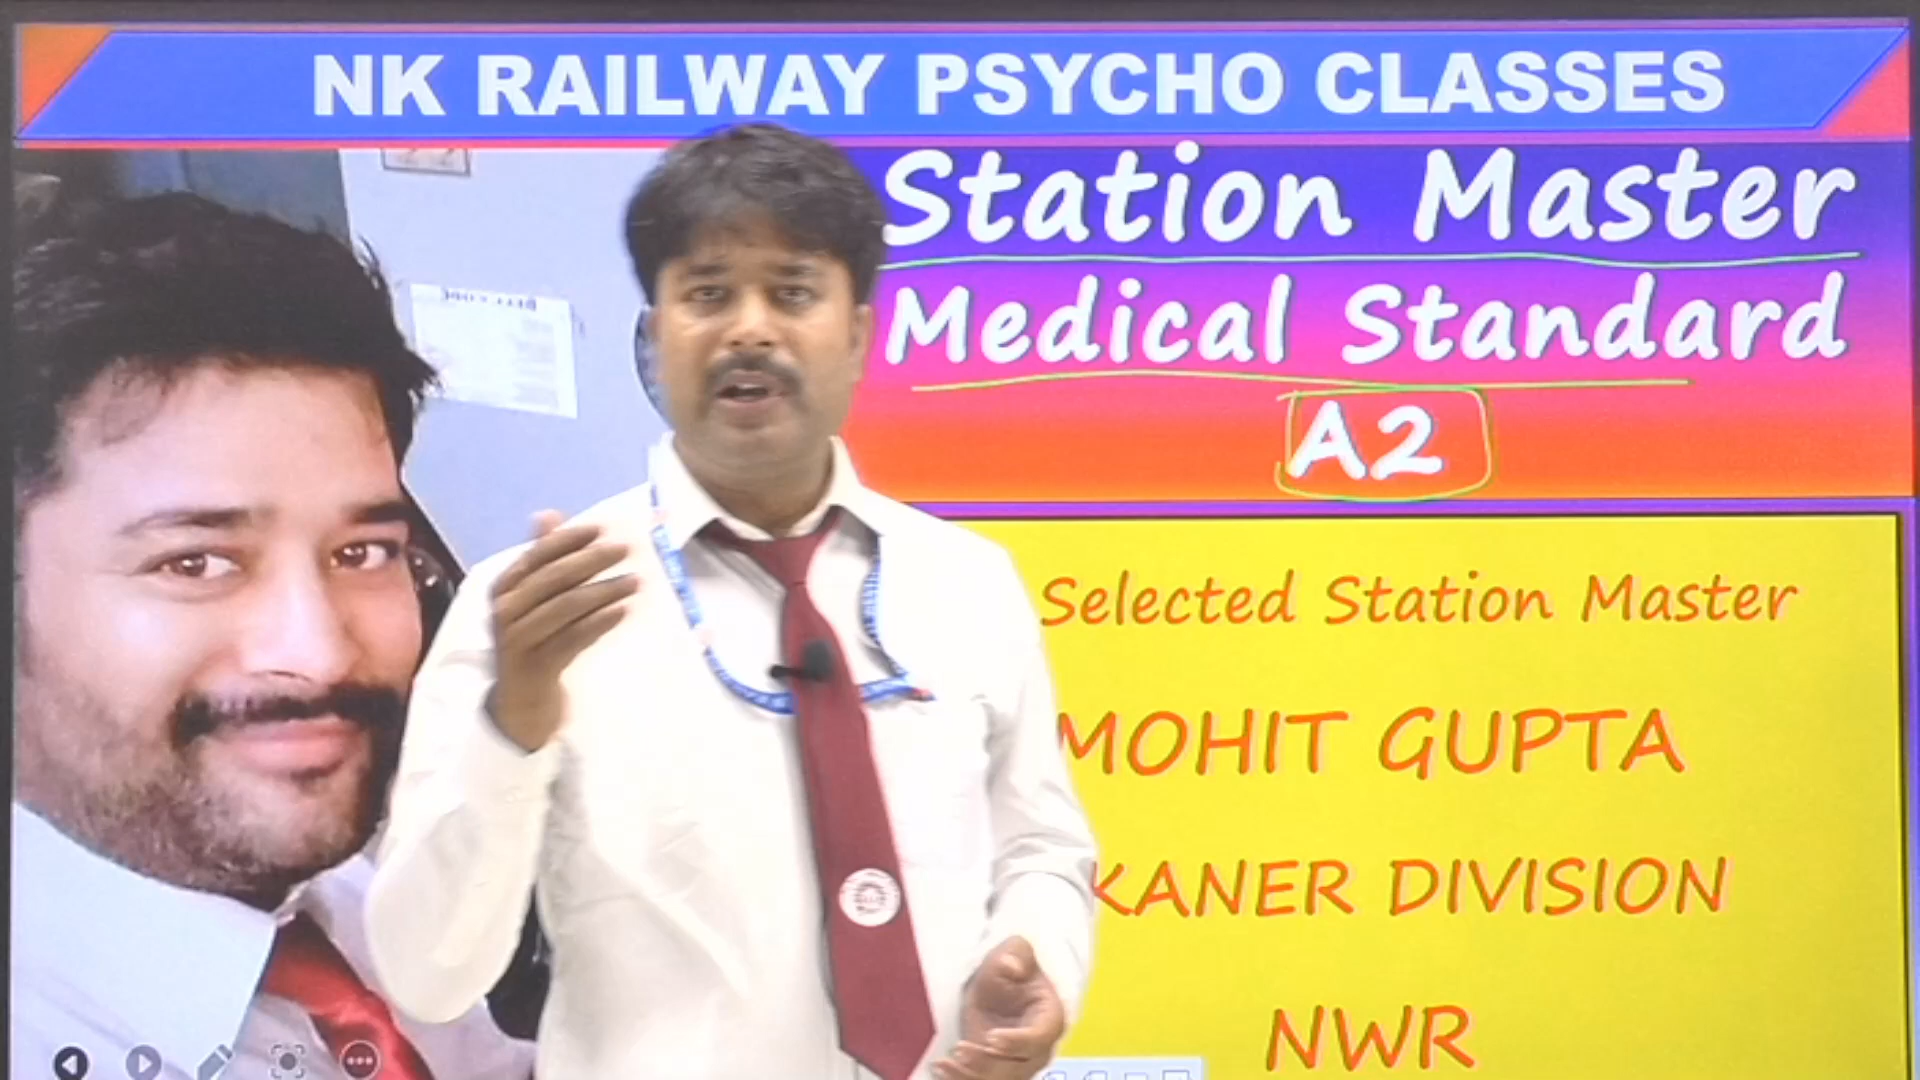 NK RAILWAY PSYCHO CLASSES
Station Master
Medical Standard
A2
Selected Station Master
MOHIT GUPTA
KANER DIVISION
NWR